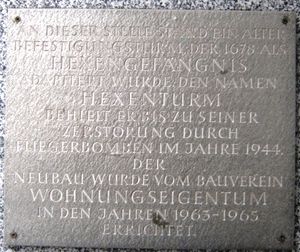 AN DIESER STELLE STAND EIN ALTER
BEFESTIGUNGSTURM, DER 1678 ALS
HEXENGEFÄNGNIS
ADAPTIERT WURDE. DEN NAMEN
HEXENTURM
BEHIELT ER BIS ZU SEINER
ZERSTÖRUNG DURCH
FLIEGERBOMBEN IM JAHRE 1944.
DER
NEUBAU WURDE VOM BAUVEREIN
WOHNUNGSEIGENTUM
IN DEN JAHREN 1963-1965
ERRICHTET.